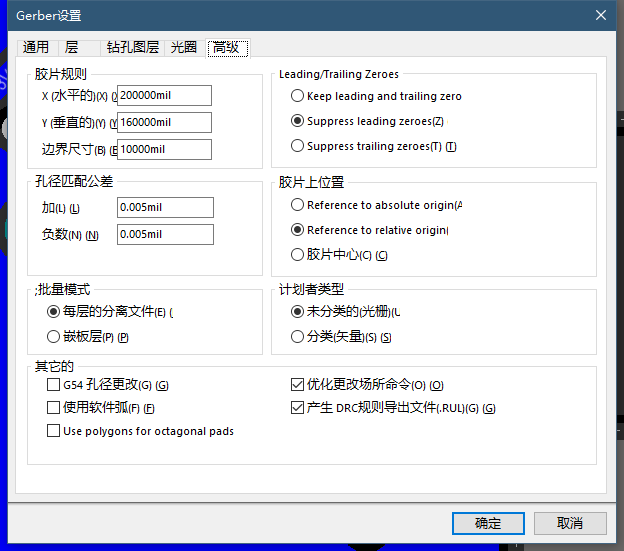 Gerber设置
通用 层 钻孔图层 光圈 高级
胶片规则
X (水平的)(X) (X 200000mil
Y (垂直的)(Y) (Y 160000mil
边界尺寸(B) (B 10000mil
Leading/Trailing Zeroes
Keep leading and trailing zero
Suppress leading zeroes(Z)
Suppress trailing zeroes(T) (T)
孔径匹配公差
加(L) (L) 0.005mil
负数(N) (N) 0.005mil
胶片上位置
Reference to absolute origin(A
Reference to relative origin(
胶片中心(C) (C)
;批量模式
每层的分离文件(E) (
嵌板层(P) (P)
计划者类型
未分类的(光栅)(U
分类(矢量)(S) (S)
其它的
G54 孔径更改(G) (G)
使用软件弧(F) (F)
Use polygons for octagonal pads
优化更改场所命令(O) (O)
产生 DRC规则导出文件(.RUL)(G) (G)
确定 取消